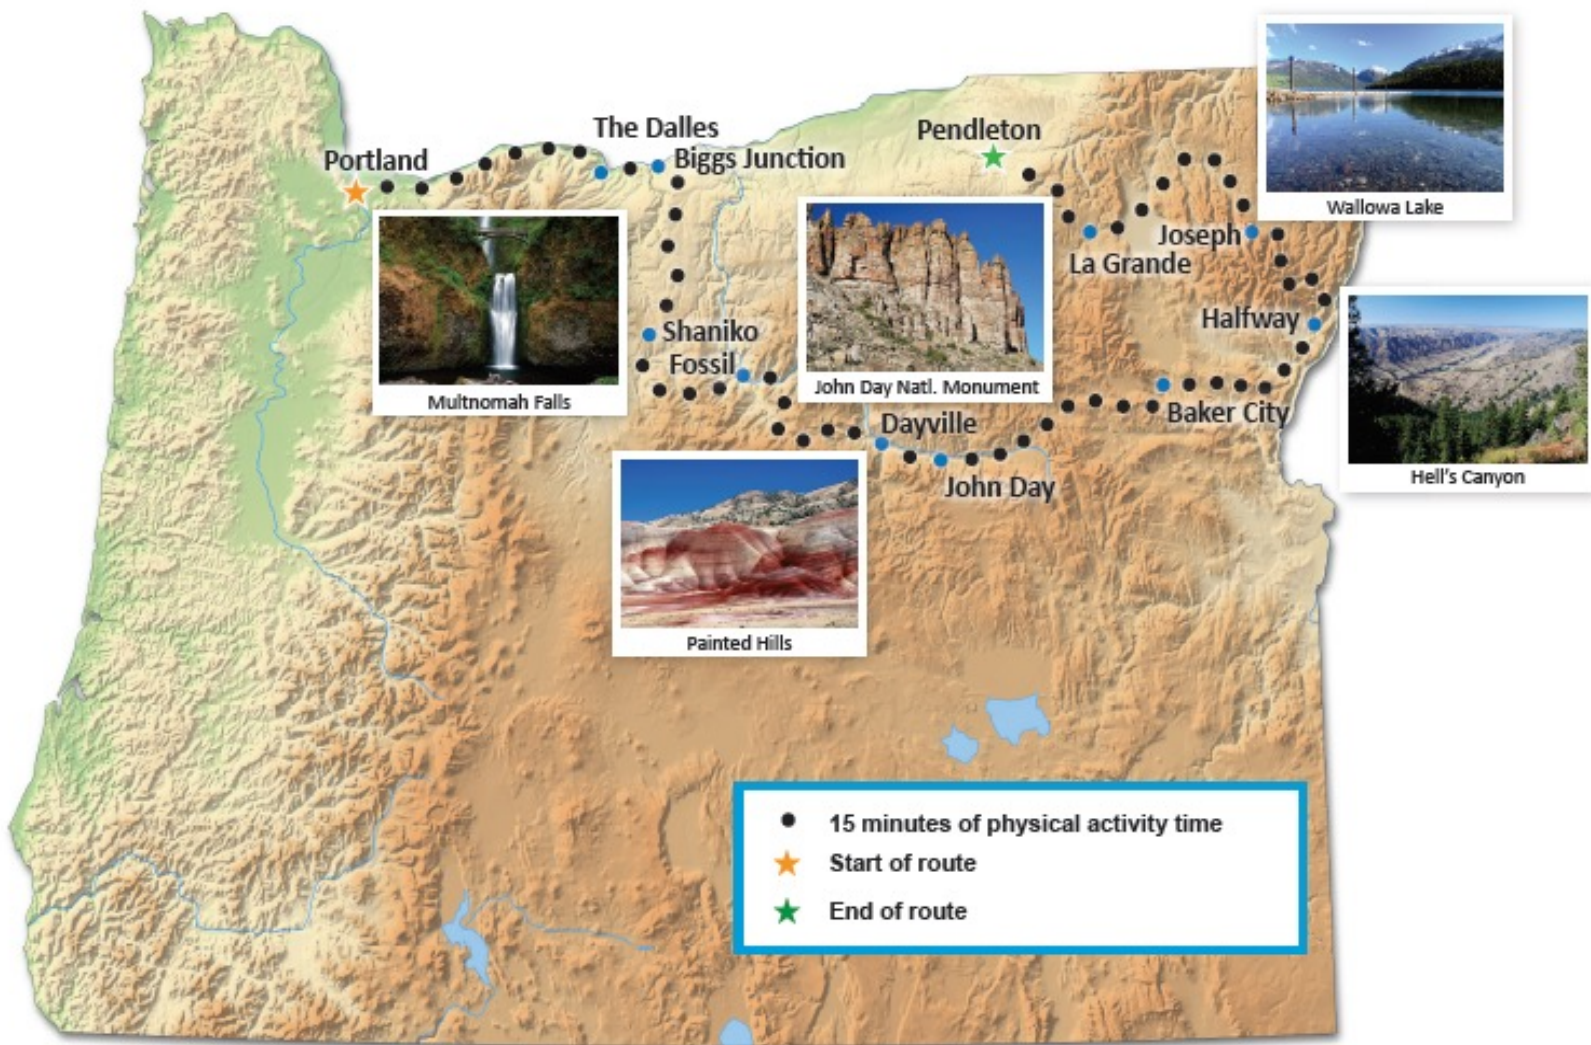 The Dalles
Pendleton
Portland
Biggs Junction
Wallowa Lake
Joseph
La Grande
Halfway
Shaniko
Fossil
Multnomah Falls
John Day Natl. Monument
Baker City
Dayville
Hell's Canyon
John Day
Painted Hills
15 minutes of physical activity time
Start of route
End of route